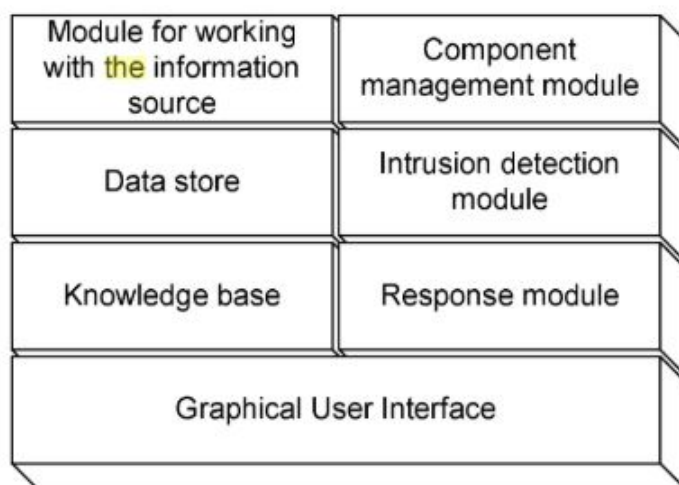 Module for working
with the information
source
Component
management module
Data store
Intrusion detection
module
Knowledge base
Response module
Graphical User Interface